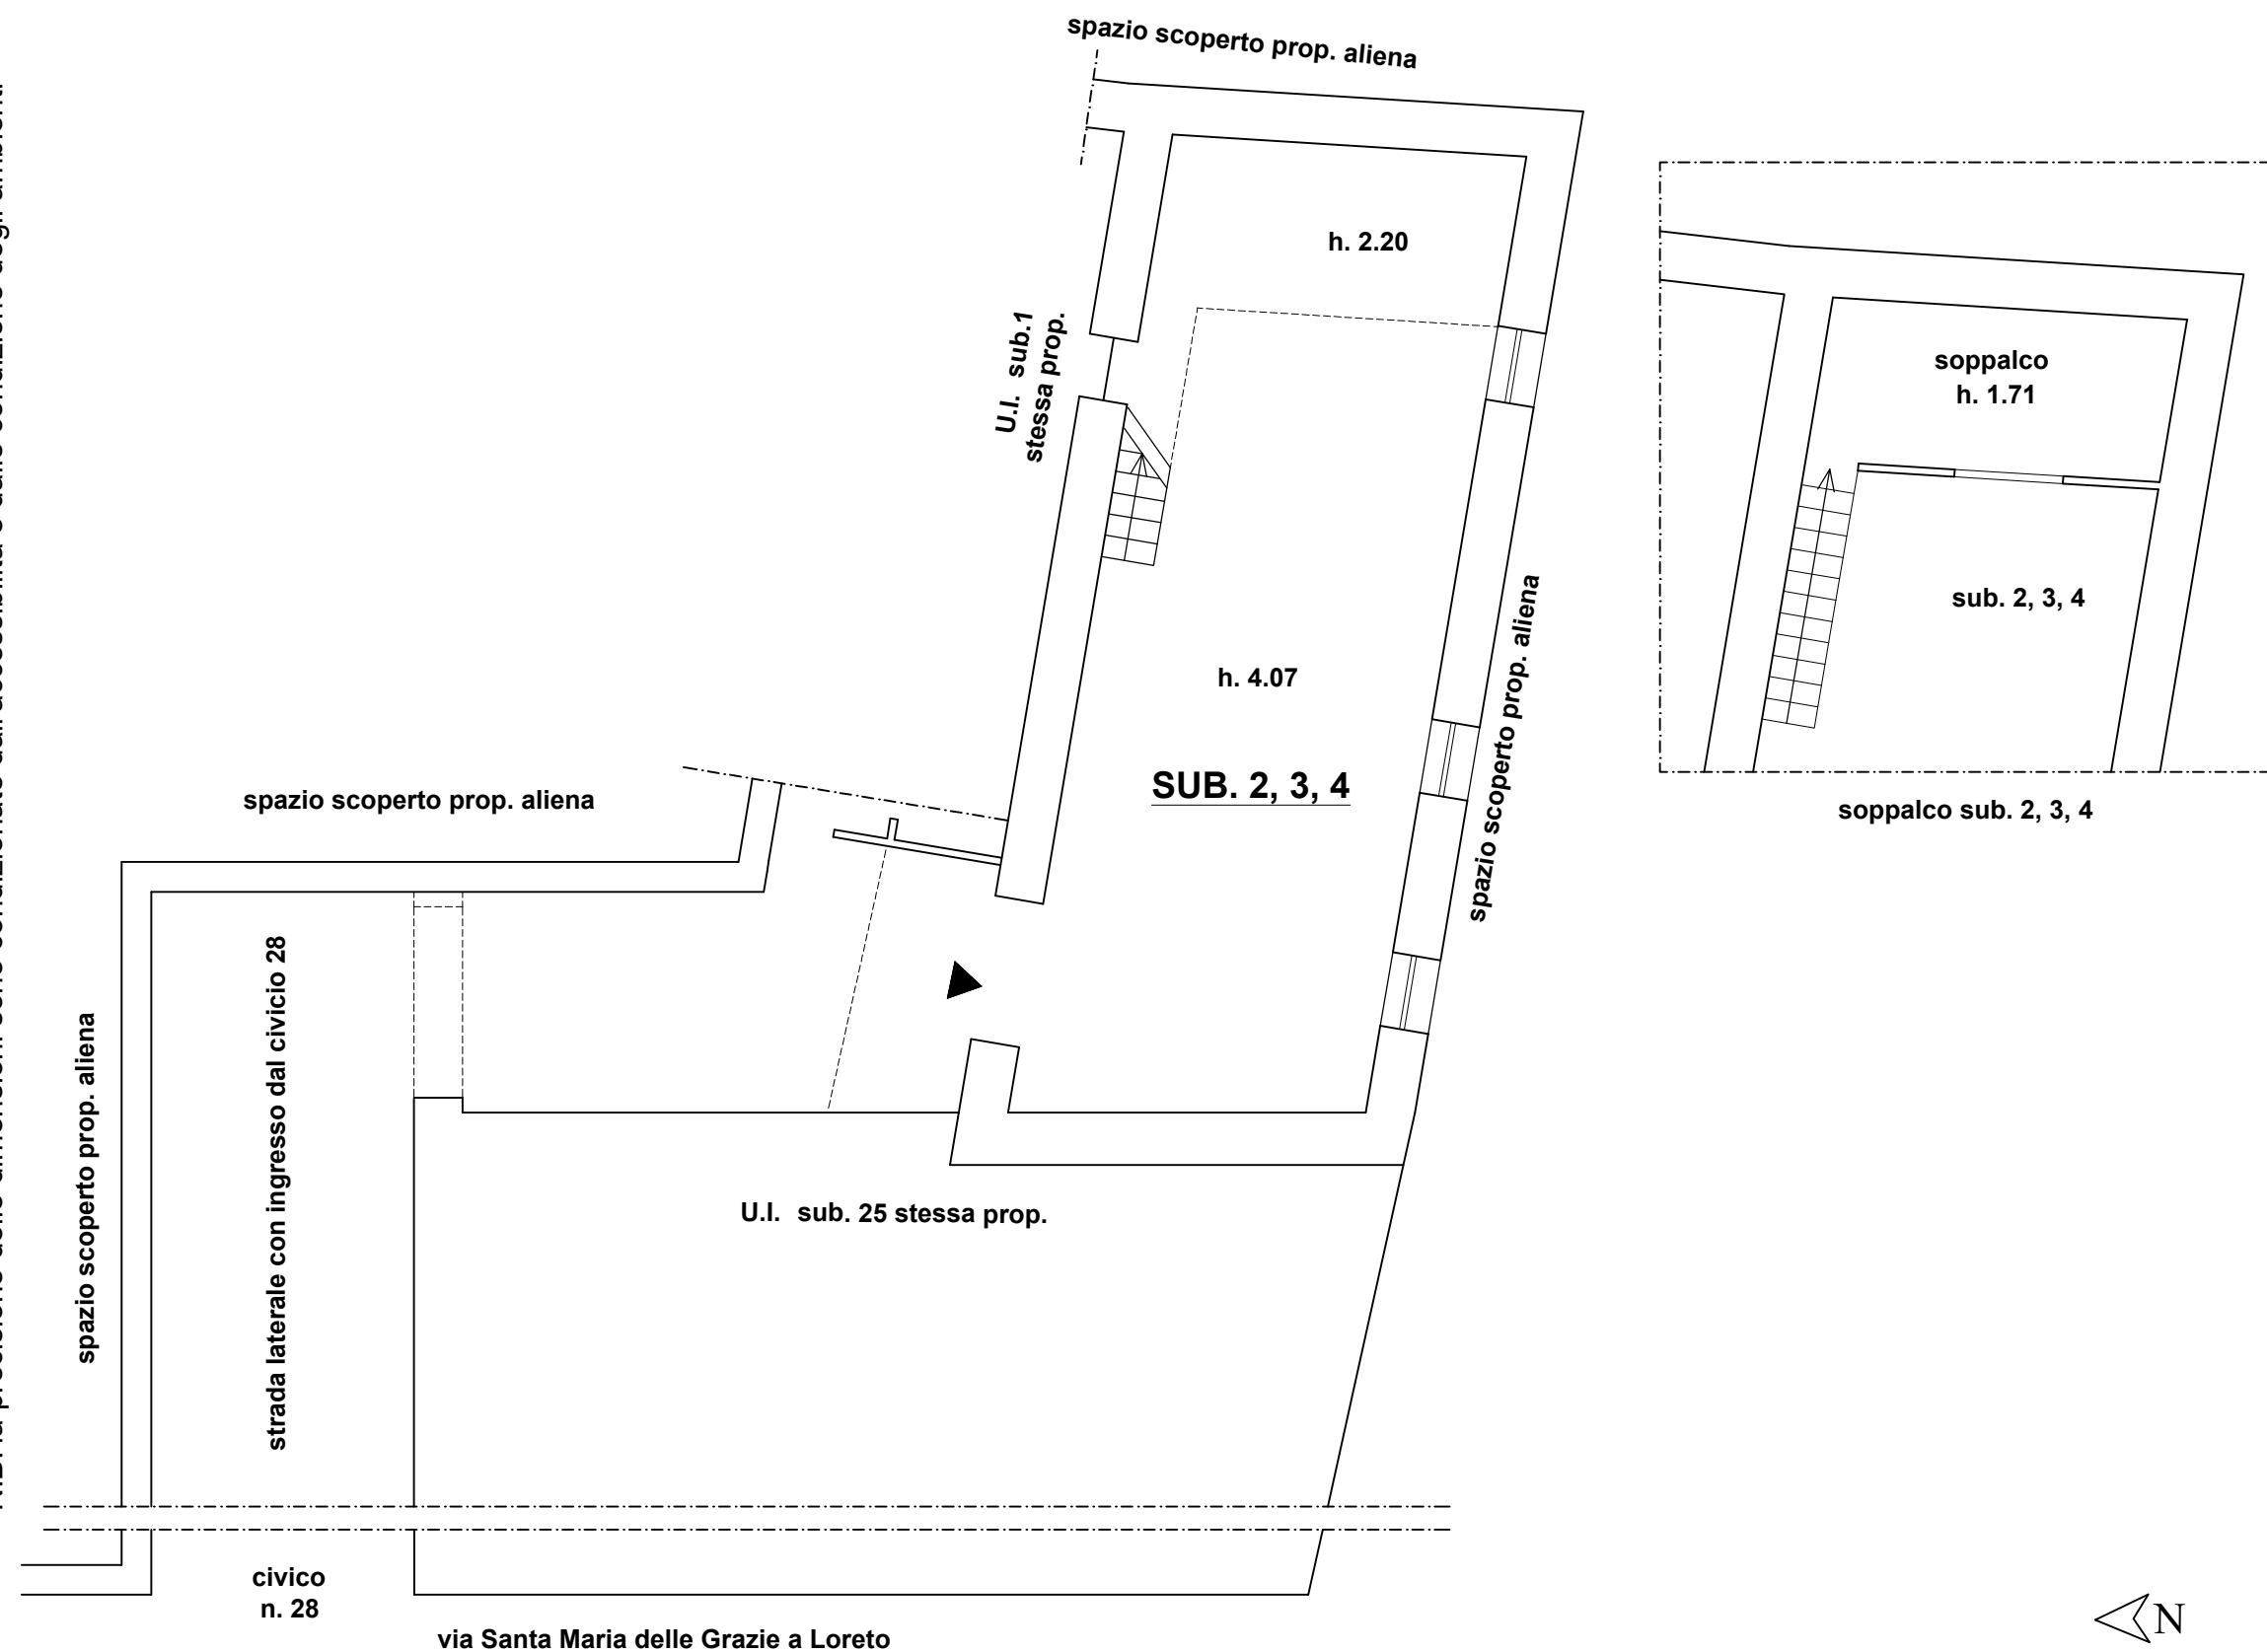 spazio scoperto prop. aliena
h. 2.20
U.I. sub.1
stessa prop.
soppalco
h. 1.71
sub. 2, 3, 4
h. 4.07
SUB. 2, 3, 4
spazio scoperto prop. aliena
soppalco sub. 2, 3, 4
spazio scoperto prop. aliena
spazio scoperto prop. aliena
strada laterale con ingresso dal civicio 28
U.I. sub. 25 stessa prop.
civico
n. 28
via Santa Maria delle Grazie a Loreto
N